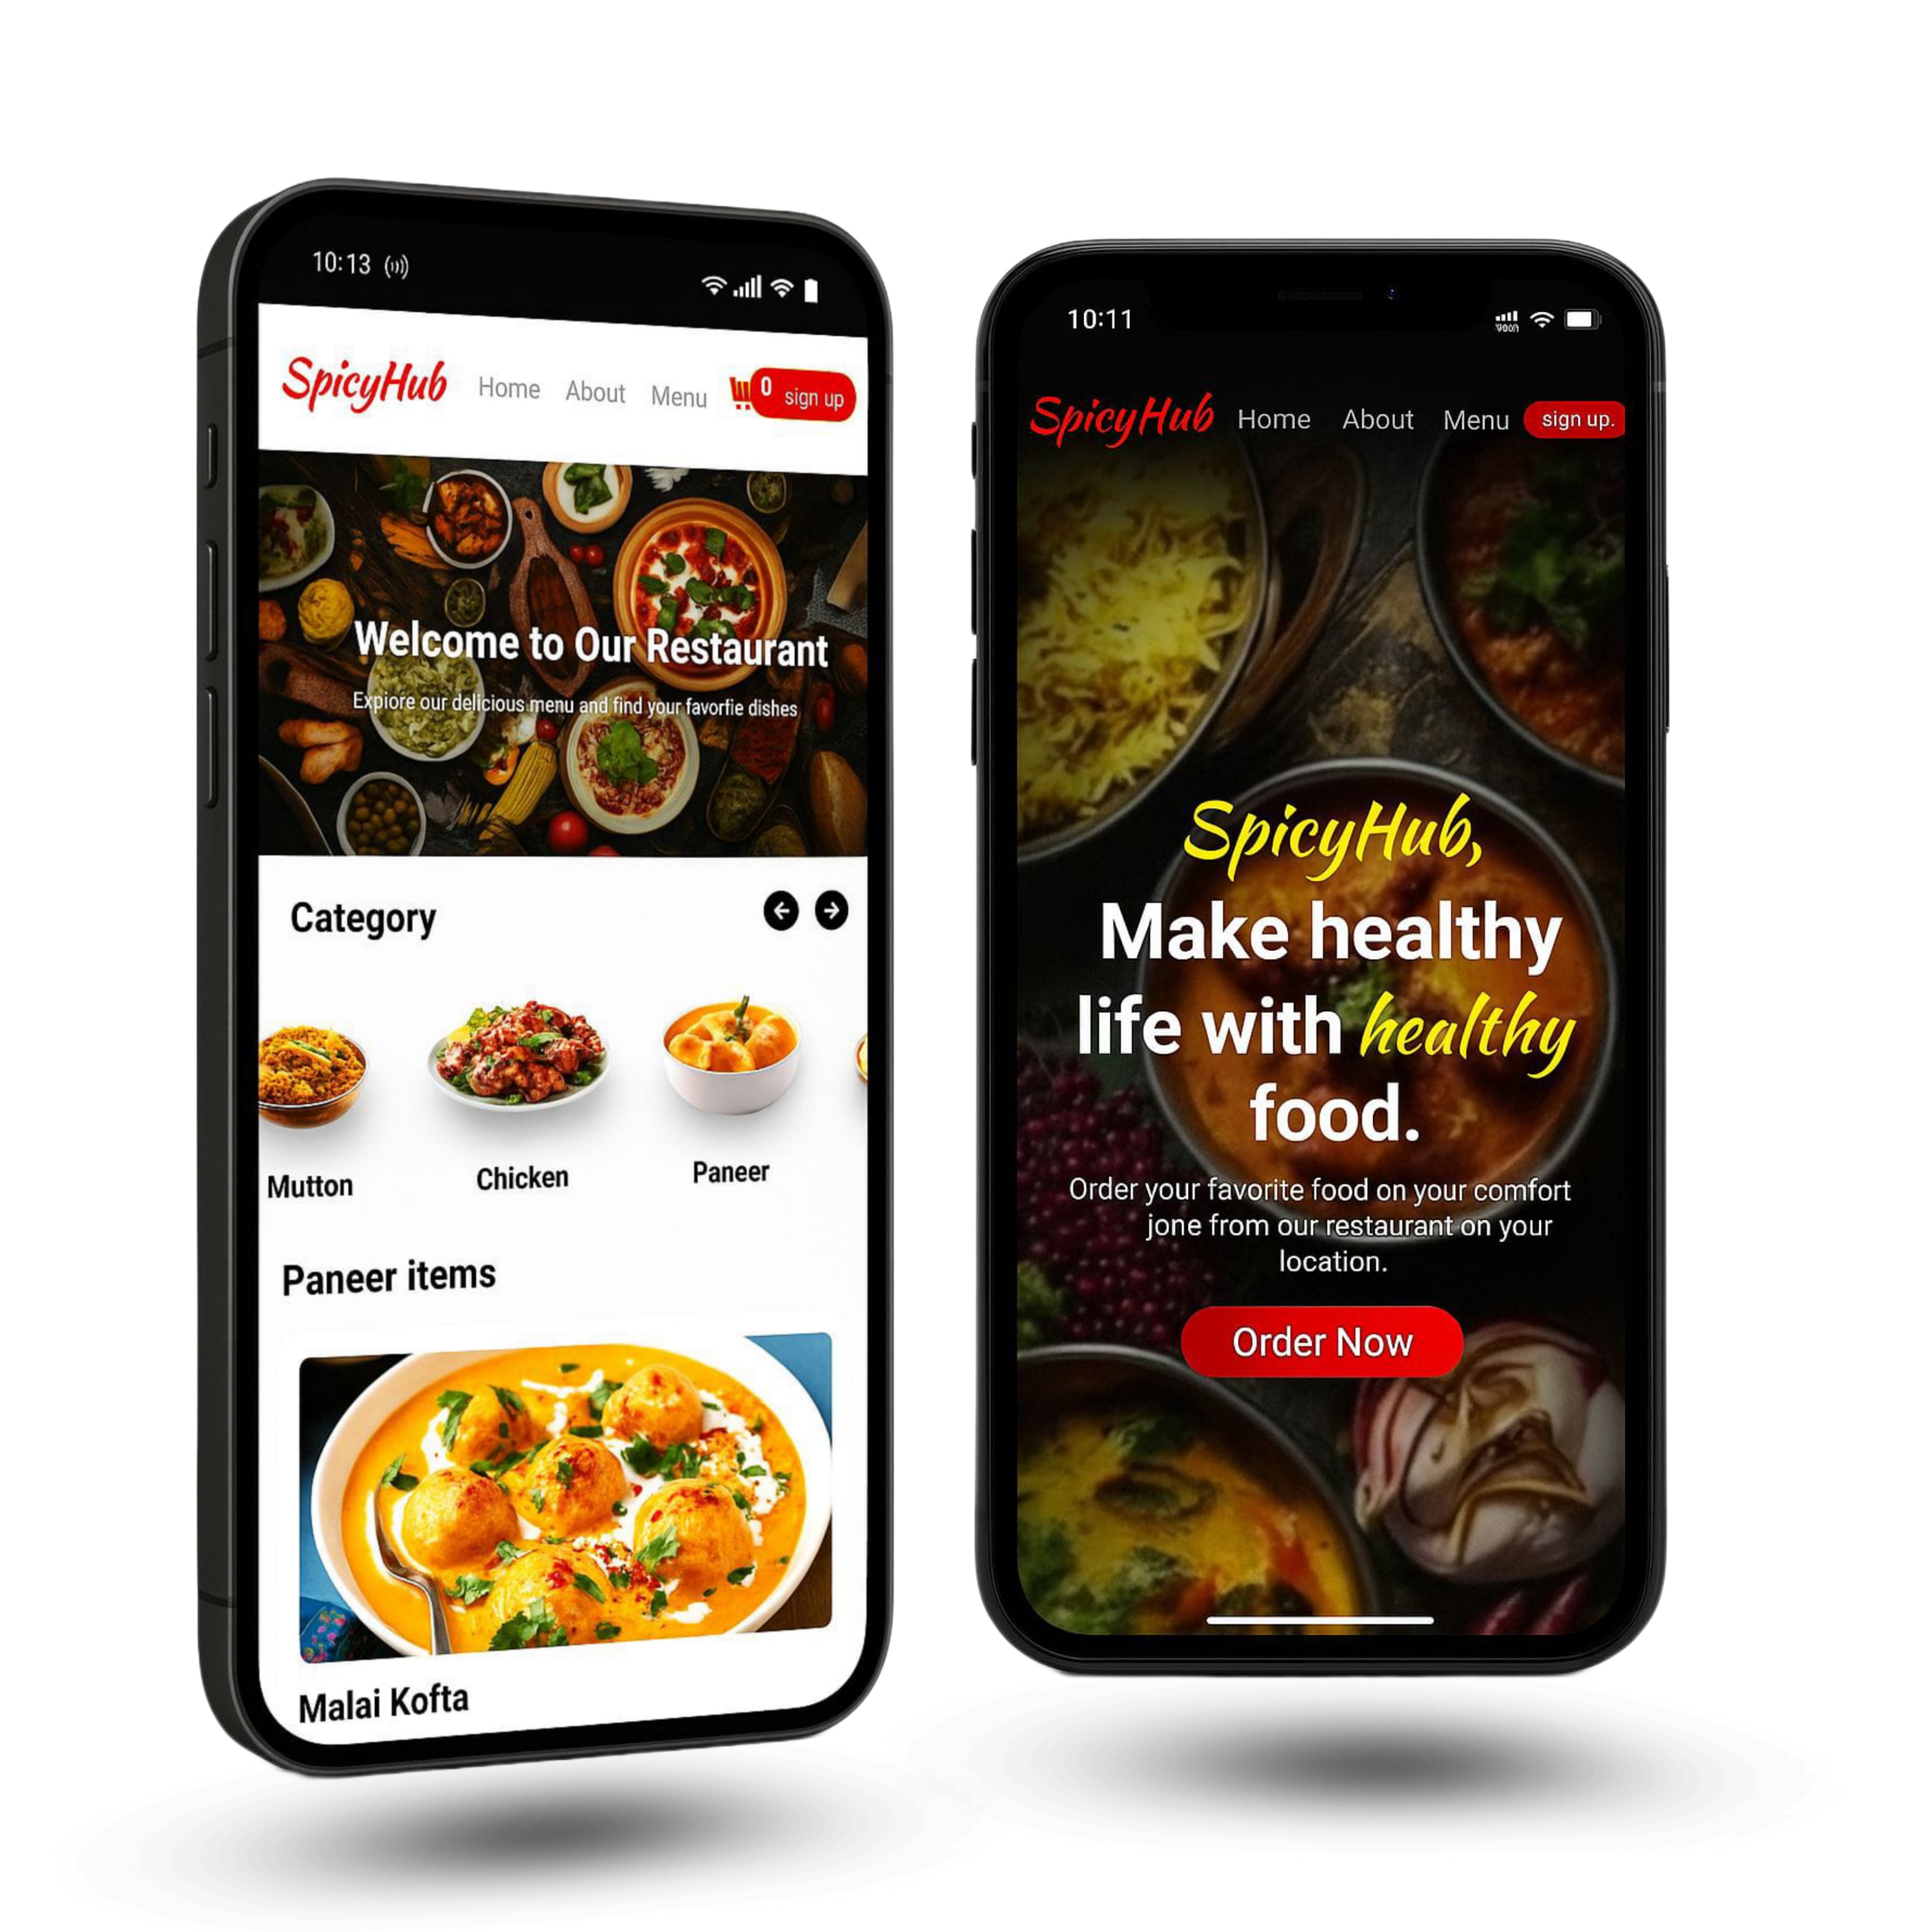 10:13
SpicyHub Home About Menu 0 sign up
Welcome to Our Restaurant
Expiore our delicious menu and find your favorfie dishes
Category
Mutton Chicken Paneer
Paneer items
Malai Kofta
10:11
SpicyHub Home About Menu sign up.
SpicyHub,
Make healthy
life with healthy
food.
Order your favorite food on your comfort
jone from our restaurant on your
location.
Order Now